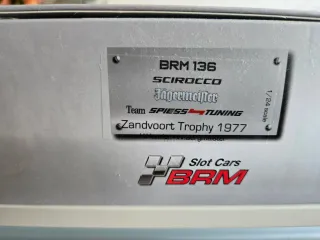 BRM 136
SCIROCCO
Jägermeister
Team SPIESS TUNING
Zandvoort Trophy 1977
1/24 scale
Slot Cars
BRM